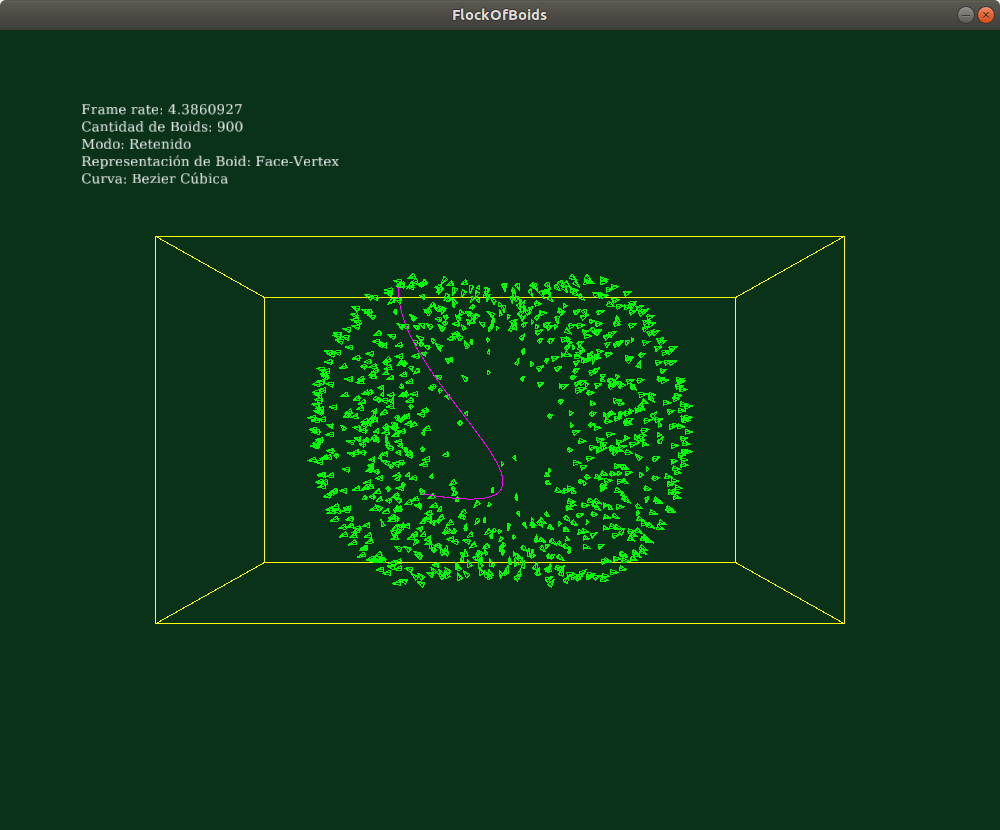 FlockOfBoids
Frame rate: 4.3860927
Cantidad de Boids: 900
Modo: Retenido
Representación de Boid: Face-Vertex
Curva: Bezier Cúbica